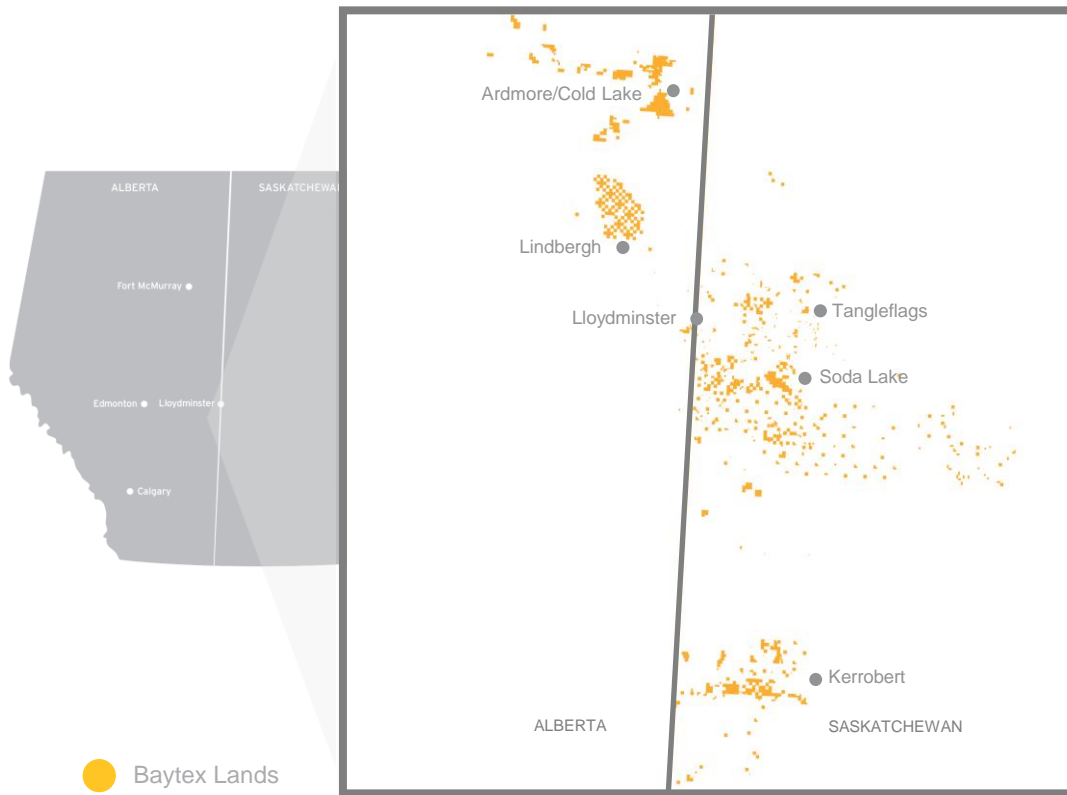 ALBERTA
SASKATCHEWAN
Fort McMurray
Edmonton
Lloydminster
Calgary
Ardmore/Cold Lake
Lindbergh
Lloydminster
Tangleflags
Soda Lake
Kerrobert
ALBERTA
SASKATCHEWAN
Baytex Lands